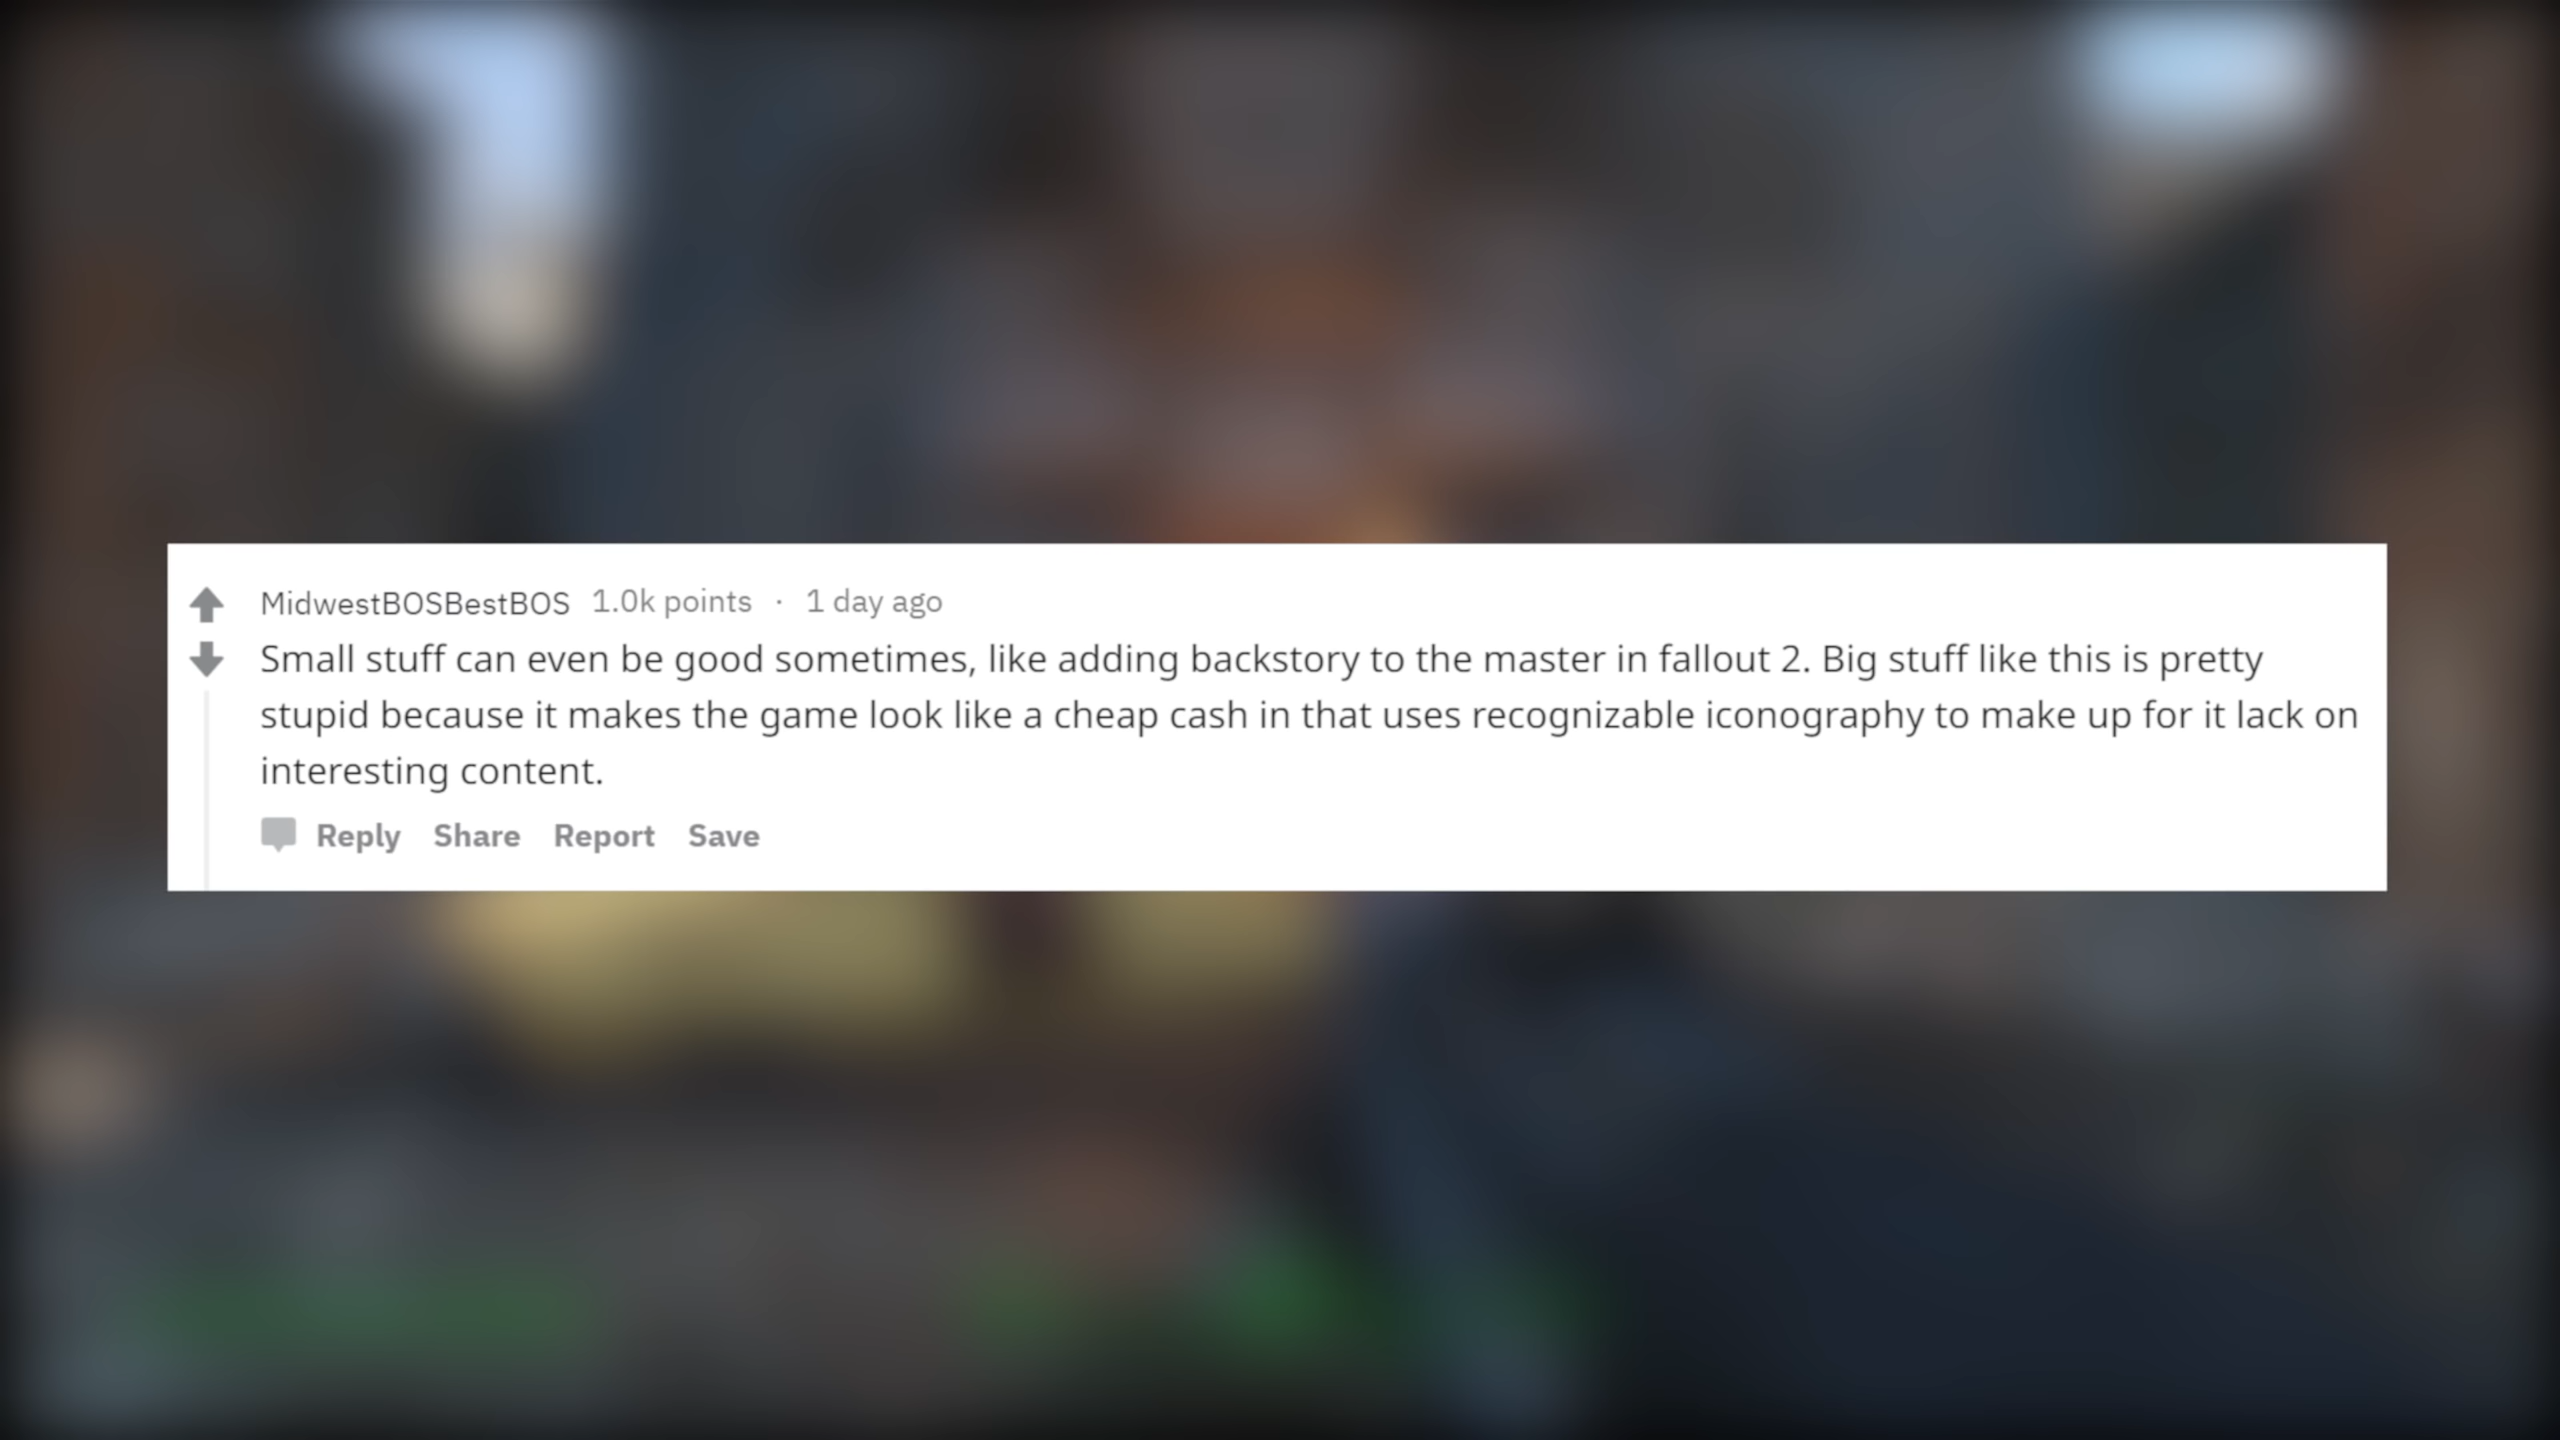 MidwestBOSBestBOS 1.0k points · 1 day ago
Small stuff can even be good sometimes, like adding backstory to the master in fallout 2. Big stuff like this is pretty
stupid because it makes the game look like a cheap cash in that uses recognizable iconography to make up for it lack on
interesting content.
Reply Share Report Save